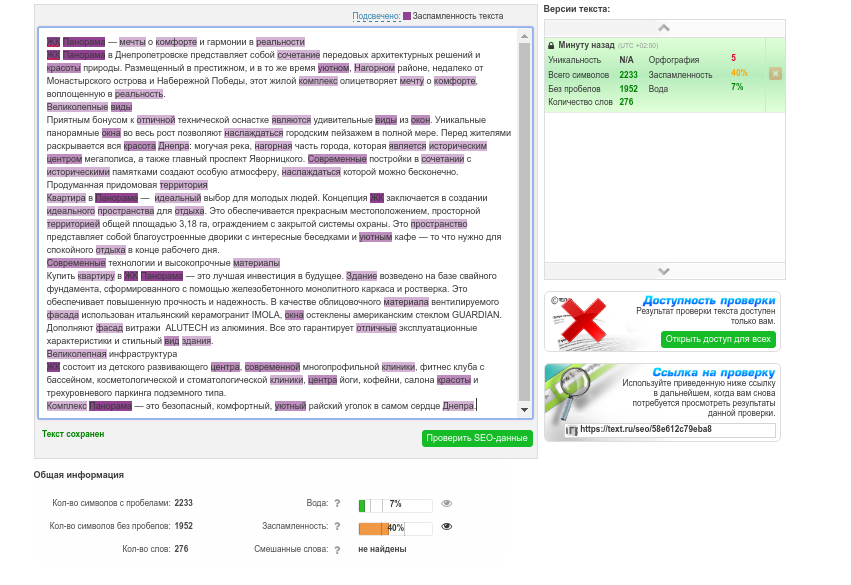 Подсвечено: Заспамленность текста
ЖК Панорама — мечты о комфорте и гармонии в реальности
ЖК Панорама в Днепропетровске представляет собой сочетание передовых архитектурных решений и
красоты природы. Размещенный в престижном, и в то же время уютном, Нагорном районе, недалеко от
Монастырского острова и Набережной Победы, этот жилой комплекс олицетворяет мечту о комфорте,
воплощенную в реальность.
Великолепные виды
Приятным бонусом к отличной технической оснастке являются удивительные виды из окон. Уникальные
панорамные окна во весь рост позволяют наслаждаться городским пейзажем в полной мере. Перед жителями
раскрывается вся красота Днепра: могучая река, нагорная часть города, которая является историческим
центром мегаполиса, а также главный проспект Яворницкого. Современные постройки в сочетании с
историческими памятками создают особую атмосферу, наслаждаться которой можно бесконечно.
Продуманная придомовая территория
Квартира в Панораме — идеальный выбор для молодых людей. Концепция ЖК заключается в создании
идеального пространства для отдыха. Это обеспечивается прекрасным местоположением, просторной
территорией общей площадью 3,18 га, ограждением с закрытой системы охраны. Это пространство
представляет собой благоустроенные дворики с интересные беседками и уютным кафе — то что нужно для
спокойного отдыха в конце рабочего дня.
Современные технологии и высокопрочные материалы
Купить квартиру в ЖК Панорама — это лучшая инвестиция в будущее. Здание возведено на базе свайного
фундамента, сформированного с помощью железобетонного монолитного каркаса и ростверка. Это
обеспечивает повышенную прочность и надежность. В качестве облицовочного материала вентилируемого
фасада использован итальянский керамогранит IMOLA, окна остеклены американским стеклом GUARDIAN.
Дополняют фасад витражи ALUTECH из алюминия. Все это гарантирует отличные эксплуатационные
характеристики и стильный вид здания.
Великолепная инфраструктура
ЖК состоит из детского развивающего центра, современной многопрофильной клиники, фитнес клуба с
бассейном, косметологической и стоматологической клиники, центра йоги, кофейни, салона красоты и
трехуровневого паркинга подземного типа.
Комплекс Панорама — это безопасный, комфортный, уютный райский уголок в самом сердце Днепра.
Текст сохранен
Проверить SEO-данные
Общая информация
Кол-во символов с пробелами: 2233 Вода: ? 7%
Кол-во символов без пробелов: 1952 Заспамленность: ? 40%
Кол-во слов: 276 Смешанные слова: ? не найдены
Версии текста:
Минуту назад (UTC +02:00)
Уникальность N/A Орфография 5
Всего символов 2233 Заспамленность 40%
Без пробелов 1952 Вода 7%
Количество слов 276
Доступность проверки
Результат проверки текста доступен
только вам.
Открыть доступ для всех
Ссылка на проверку
Используйте приведенную ниже ссылку
в дальнейшем, когда вам снова
потребуется просмотреть результаты
данной проверки.
https://text.ru/seo/58e612c79eba8